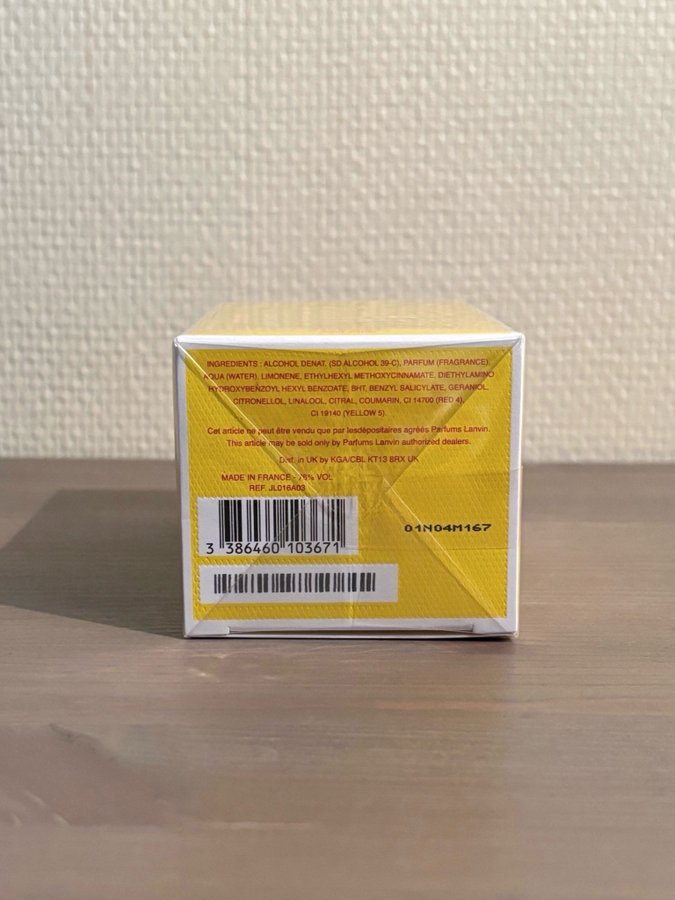 INGREDIENTS : ALCOHOL DENAT. (SD ALCOHOL 39-C), PARFUM (FRAGRANCE),
AQUA (WATER), LIMONENE, ETHYLHEXYL METHOXYCINNAMATE, DIETHYLAMINO
HYDROXYBENZOYL HEXYL BENZOATE, BHT, BENZYL SALICYLATE, GERANIOL,
CITRONELLOL, LINALOOL, CITRAL, COUMARIN, CI 14700 (RED 4),
CI 19140 (YELLOW 5).
Cet article ne peut être vendu que par lesdépositaires agréés Parfums Lanvin.
This article may be sold only by Parfums Lanvin authorized dealers.
Dist. in UK by KGA/CBL KT13 8RX UK
MADE IN FRANCE - 76% VOL
REF. JL016A03
01N04M167
3 386460 103671